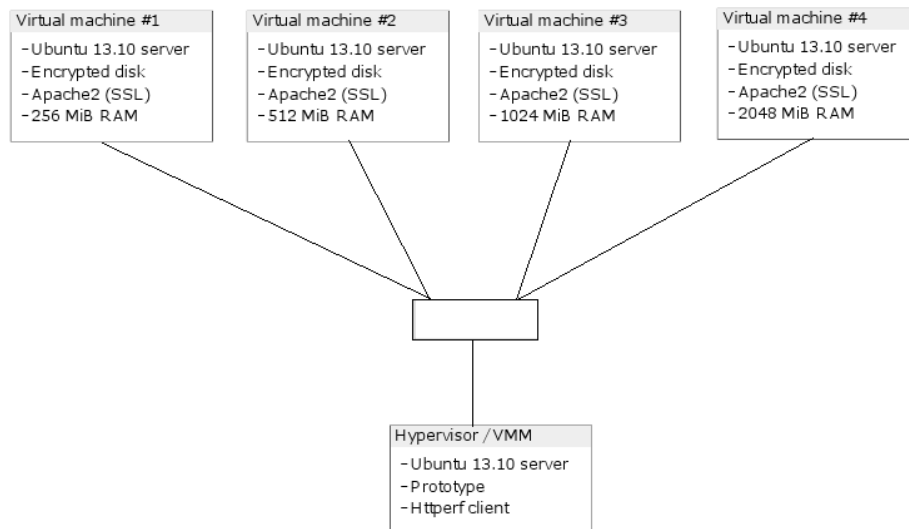 Virtual machine #1
-Ubuntu 13.10 server
-Encrypted disk
-Apache2 (SSL)
-256 MiB RAM
Virtual machine #2
-Ubuntu 13.10 server
-Encrypted disk
-Apache2 (SSL)
-512 MiB RAM
Virtual machine #3
-Ubuntu 13.10 server
-Encrypted disk
-Apache2 (SSL)
-1024 MiB RAM
Virtual machine #4
-Ubuntu 13.10 server
-Encrypted disk
-Apache2 (SSL)
-2048 MiB RAM
Hypervisor / VMM
-Ubuntu 13.10 server
-Prototype
-Httperf client